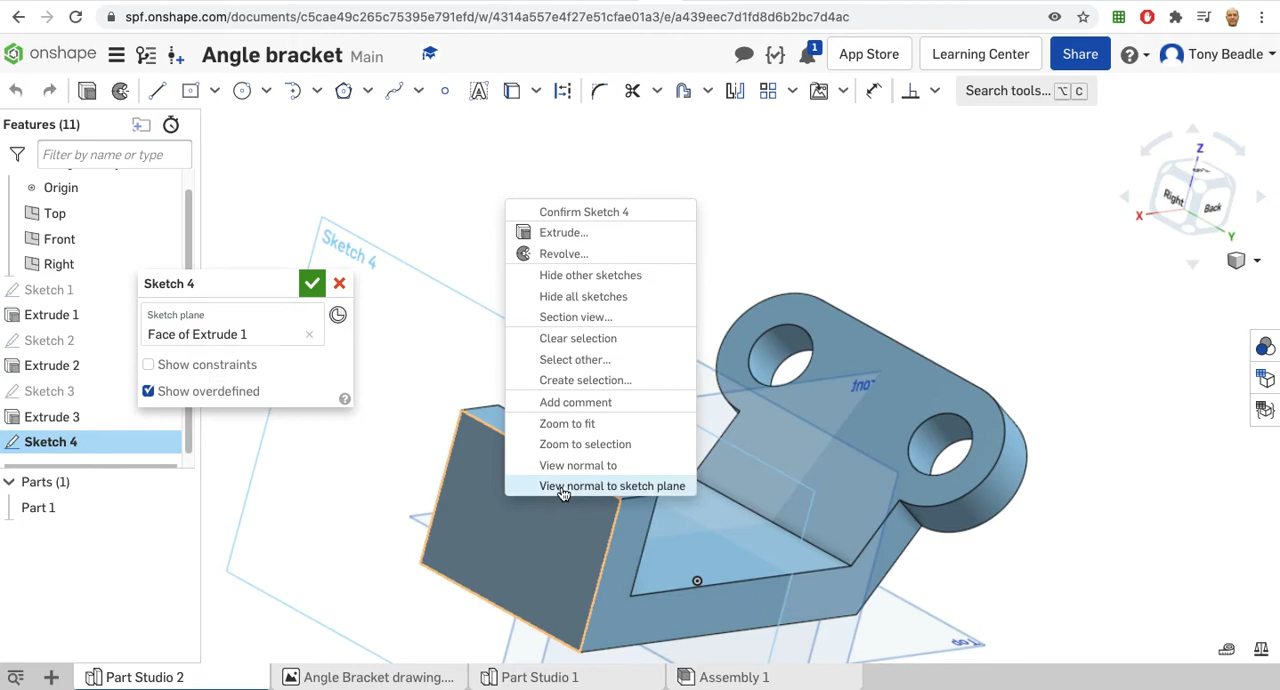 spf.onshape.com/documents/c5cae49c265c75395e791efd/w/4314a557e4f27e51cfae01a3/e/a439eec7d1fd8d6b2bc7d4ac
onshape
Angle bracket Main
1
App Store
Learning Center
Share
Tony Beadle
Search tools... ⌥ C
Features (11)
Filter by name or type
Origin
Top
Front
Right
Sketch 1
Extrude 1
Sketch 2
Extrude 2
Sketch 3
Extrude 3
Sketch 4
Parts (1)
Part 1
Sketch 4
Sketch plane
Face of Extrude 1
Show constraints
Show overdefined
Sketch 4
Confirm Sketch 4
Extrude...
Revolve...
Hide other sketches
Hide all sketches
Section view...
Clear selection
Select other...
Create selection...
Add comment
Zoom to fit
Zoom to selection
View normal to
View normal to sketch plane
Z
Right
Back
X
Y
Top
Part Studio 2
Angle Bracket drawing....
Part Studio 1
Assembly 1